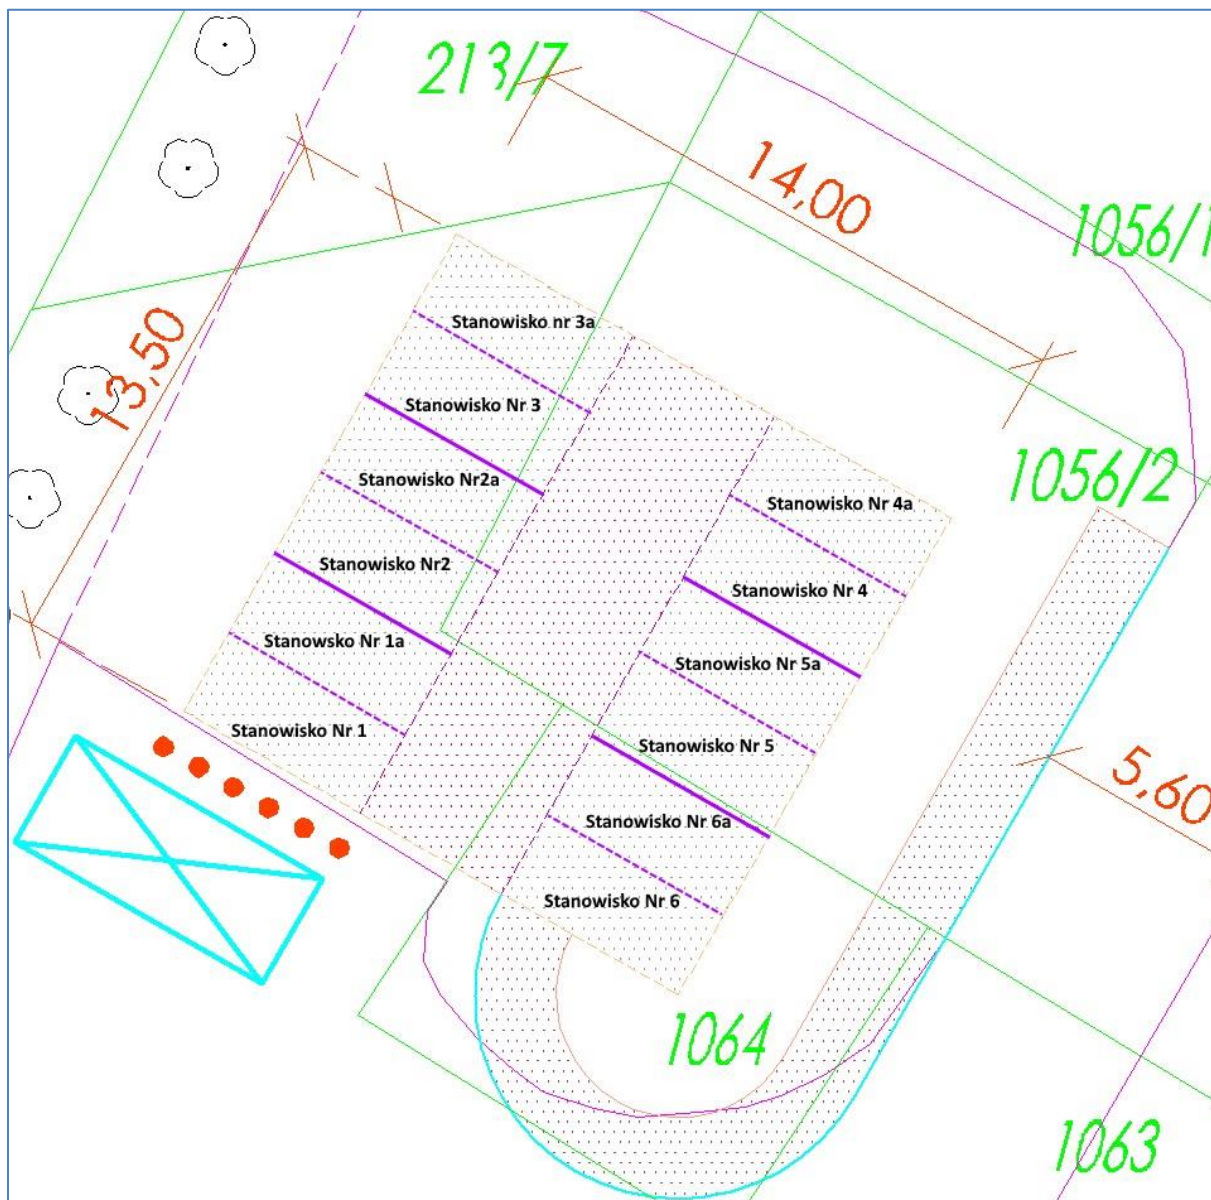 213/7
14,00
1056/1
13,50
Stanowisko nr 3a
Stanowisko Nr 3
Stanowisko Nr2a
Stanowisko Nr2
Stanowsko Nr 1a
Stanowisko Nr 1
1056/2
Stanowisko Nr 4a
Stanowisko Nr 4
Stanowisko Nr 5a
Stanowisko Nr 5
Stanowisko Nr 6a
Stanowisko Nr 6
5,60
1064
1063